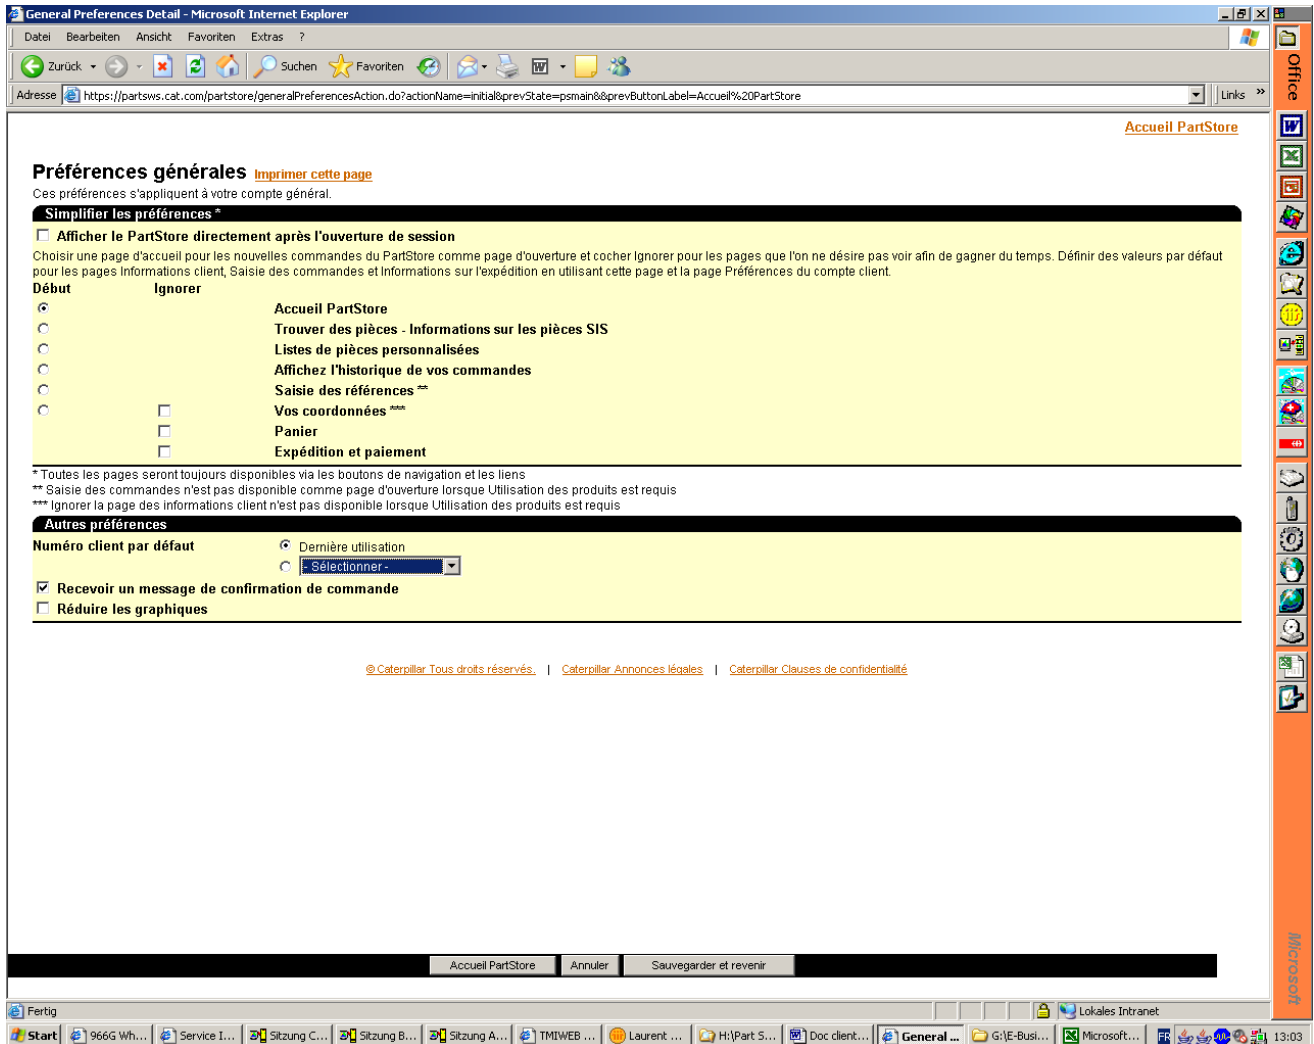 General Preferences Detail - Microsoft Internet Explorer
Datei Bearbeiten Ansicht Favoriten Extras ?
Zurück Suchen Favoriten
Adresse https://partsws.cat.com/partstore/generalPreferencesAction.do?actionName=initial&prevState=psmain&&prevButtonLabel=Accueil%20PartStore Links »
Office
Accueil PartStore
Préférences générales Imprimer cette page
Ces préférences s'appliquent à votre compte général.
Simplifier les préférences *
Afficher le PartStore directement après l'ouverture de session
Choisir une page d'accueil pour les nouvelles commandes du PartStore comme page d'ouverture et cocher Ignorer pour les pages que l'on ne désire pas voir afin de gagner du temps. Définir des valeurs par défaut
pour les pages Informations client, Saisie des commandes et Informations sur l'expédition en utilisant cette page et la page Préférences du compte client.
Début Ignorer
Accueil PartStore
Trouver des pièces - Informations sur les pièces SIS
Listes de pièces personnalisées
Affichez l'historique de vos commandes
Saisie des références **
Vos coordonnées ***
Panier
Expédition et paiement
* Toutes les pages seront toujours disponibles via les boutons de navigation et les liens
** Saisie des commandes n'est pas disponible comme page d'ouverture lorsque Utilisation des produits est requis
*** Ignorer la page des informations client n'est pas disponible lorsque Utilisation des produits est requis
Autres préférences
Numéro client par défaut Dernière utilisation
- Sélectionner -
Recevoir un message de confirmation de commande
Réduire les graphiques
© Caterpillar Tous droits réservés. | Caterpillar Annonces légales | Caterpillar Clauses de confidentialité
Accueil PartStore Annuler Sauvegarder et revenir
Microsoft
Fertig Lokales Intranet
Start 966G Wh... Service I... Sitzung C... Sitzung B... Sitzung A... TMIWEB ... Laurent ... H:\Part S... Doc client... General ... G:\E-Busi... Microsoft... FR 13:03